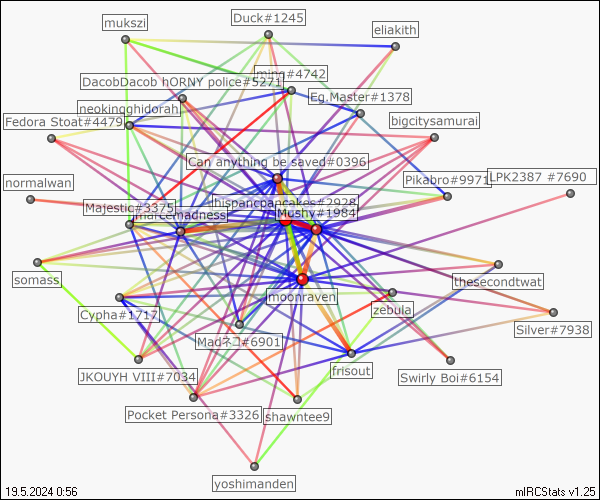 Duck#1245
mukszi
eliakith
ming#4742
DacobDacob hORNY police#5271
Eg.Master#1378
neokingghidorah
Fedora Stoat#4479
bigcitysamurai
Can anything be saved#0396
normalwan
Pikabro#9971
LPK2387 #7690
hispancpancakes#2928
Majestic#3375
Mushy#1984
marcemadness
somass
thesecondtwat
moonraven
zebula
Cypha#1717
Silver#7938
Madネコ#6901
frisout
JKOUYH VIII#7034
Swirly Boi#6154
Pocket Persona#3326
shawntee9
yoshimanden
19.5.2024 0:56
mIRCStats v1.25